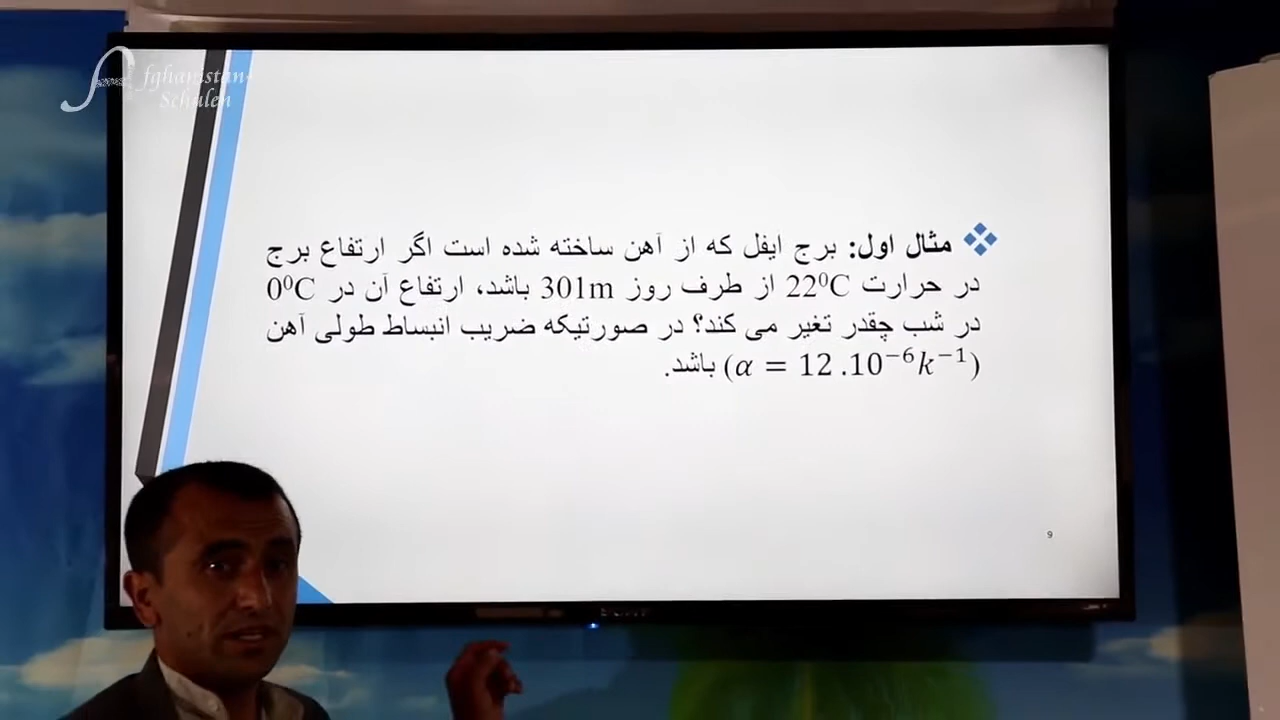 Afghanistan-
Schulen
مثال اول: برج ایفل که از آهن ساخته شده است اگر ارتفاع برج
در حرارت 22⁰C از طرف روز 301m باشد، ارتفاع آن در 0⁰C
در شب چقدر تغیر می کند؟ در صورتیکه ضریب انبساط طولی آهن
(α = 12 .10⁻⁶k⁻¹) باشد.
9